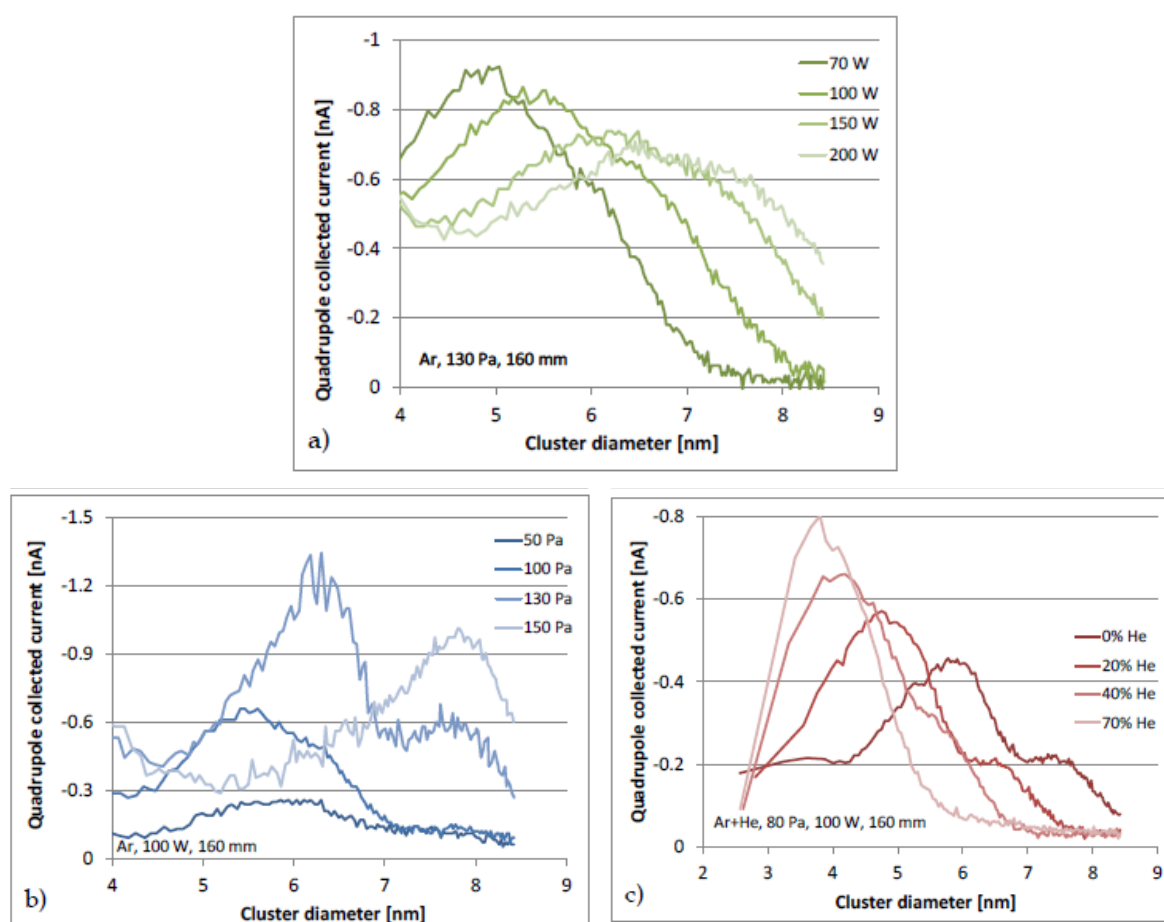 -1
-0.8
-0.6
-0.4
-0.2
0
4 5 6 7 8 9
Quadrupole collected current [nA]
Cluster diameter [nm]
70 W
100 W
150 W
200 W
Ar, 130 Pa, 160 mm
a)
-1.5
-1.2
-0.9
-0.6
-0.3
0
4 5 6 7 8 9
Quadrupole collected current [nA]
Cluster diameter [nm]
50 Pa
100 Pa
130 Pa
150 Pa
Ar, 100 W, 160 mm
b)
-0.8
-0.6
-0.4
-0.2
0
2 3 4 5 6 7 8 9
Quadrupole collected current [nA]
Cluster diameter [nm]
0% He
20% He
40% He
70% He
Ar+He, 80 Pa, 100 W, 160 mm
c)